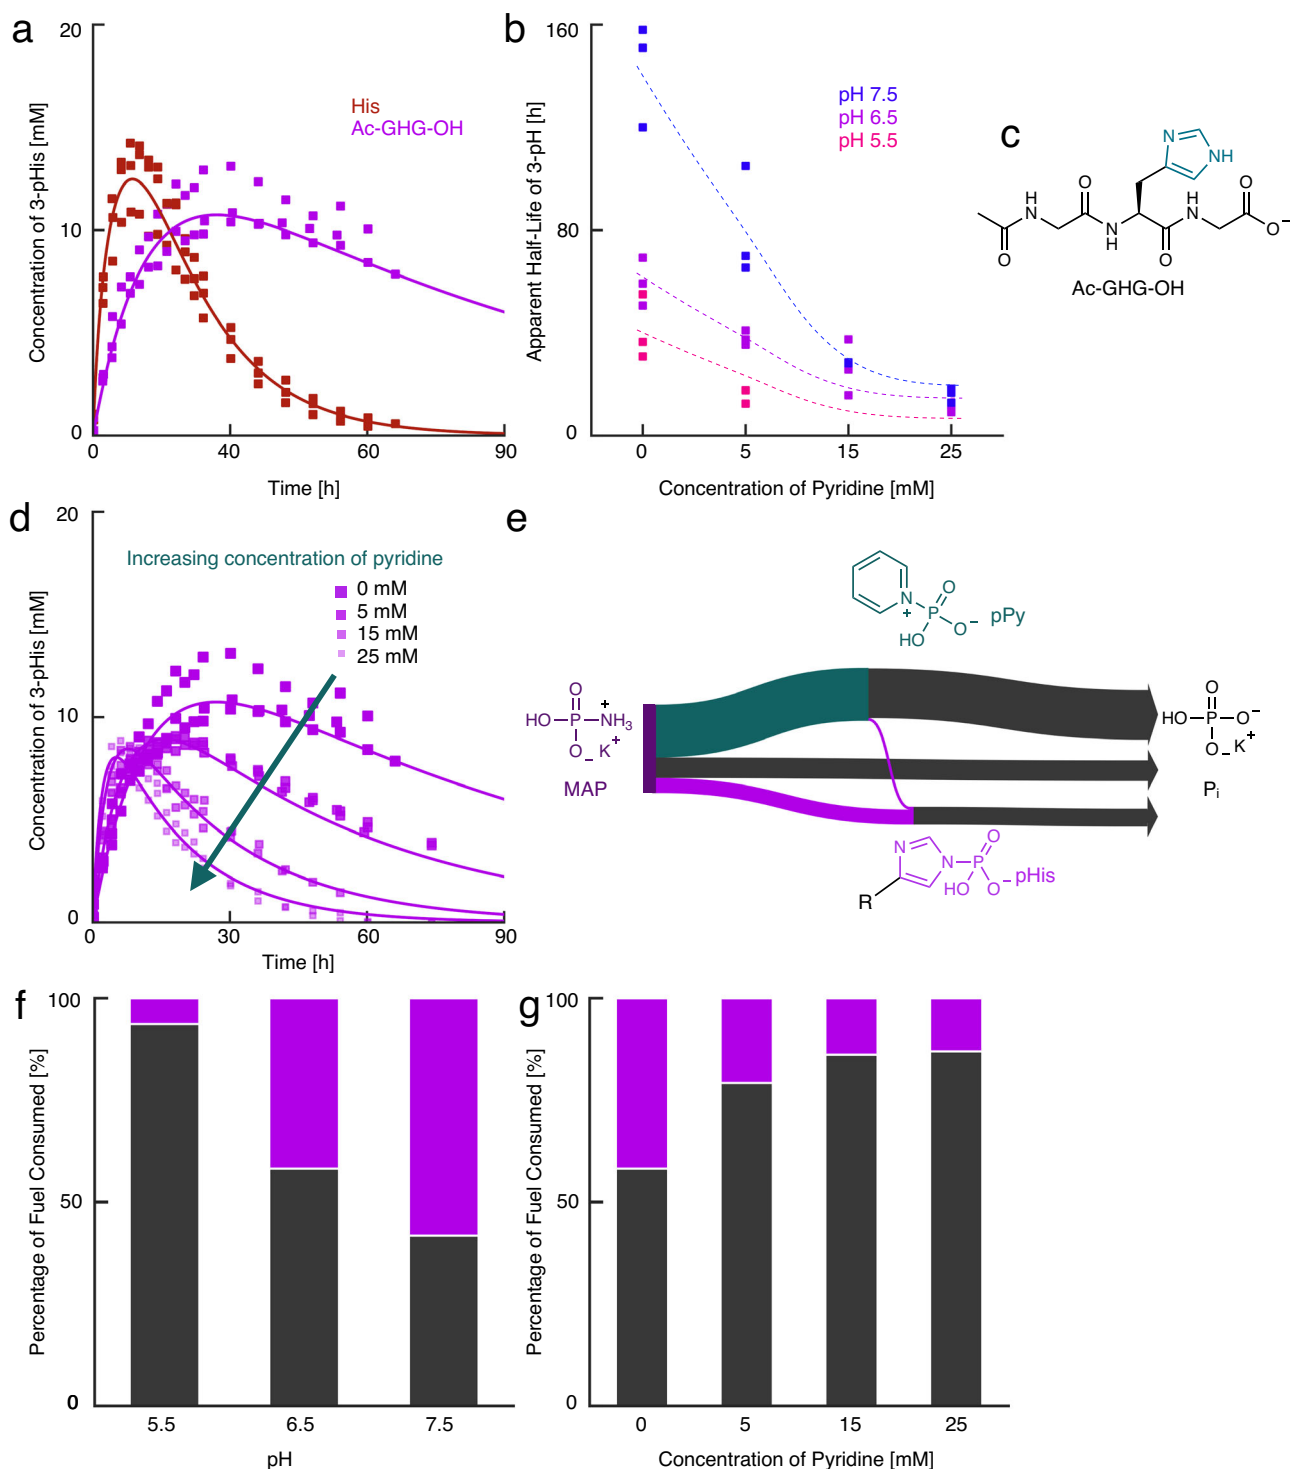 a
20
10
0
Concentration of 3-pHis [mM]
His
Ac-GHG-OH
0
40
60
90
Time [h]
b
160
80
0
Apparent Half-Life of 3-pH [h]
pH 7.5
pH 6.5
pH 5.5
0
5
15
25
Concentration of Pyridine [mM]
c
N
NH
O
H
N
O
N
H
O
H
N
O
O
O−
Ac-GHG-OH
d
20
10
0
Concentration of 3-pHis [mM]
Increasing concentration of pyridine
0 mM
5 mM
15 mM
25 mM
0
30
60
90
Time [h]
e
N
+
P
O
O−
HO
pPy
O
HO
P
+
NH3
O−
K+
MAP
O
HO
P
O−
O−
K+
Pi
N
N
P
O
HO
O−
pHis
R
f
100
50
0
Percentage of Fuel Consumed [%]
5.5
6.5
7.5
pH
g
100
50
0
Percentage of Fuel Consumed [%]
0
5
15
25
Concentration of Pyridine [mM]